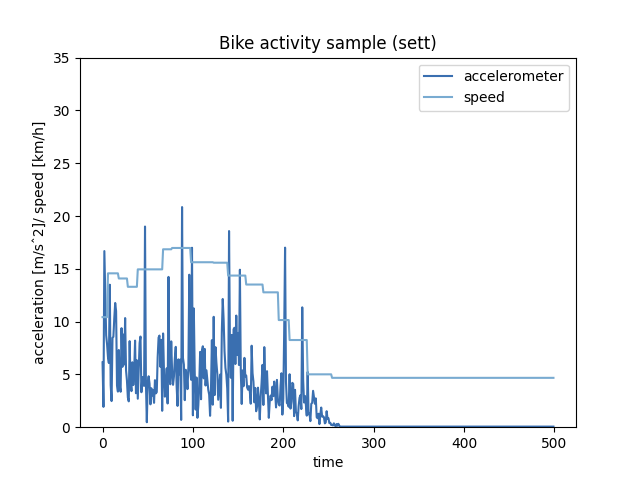 Bike activity sample (sett)
accelerometer
speed
acceleration [m/s^2]/ speed [km/h]
35
30
25
20
15
10
5
0
0 100 200 300 400 500
time